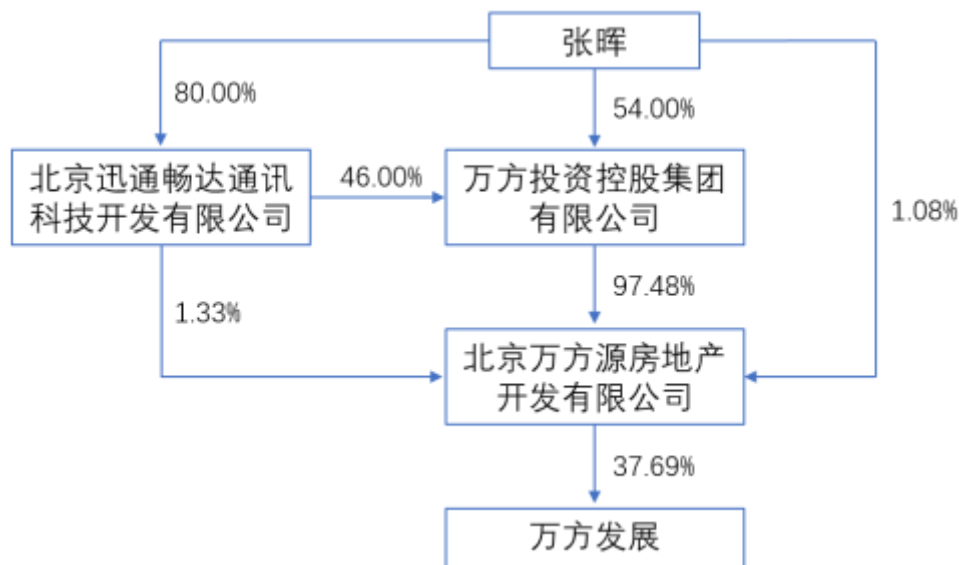 张晖
80.00%
54.00%
北京迅通畅达通讯
科技开发有限公司
46.00%
万方投资控股集团
有限公司
1.08%
1.33%
97.48%
北京万方源房地产
开发有限公司
37.69%
万方发展